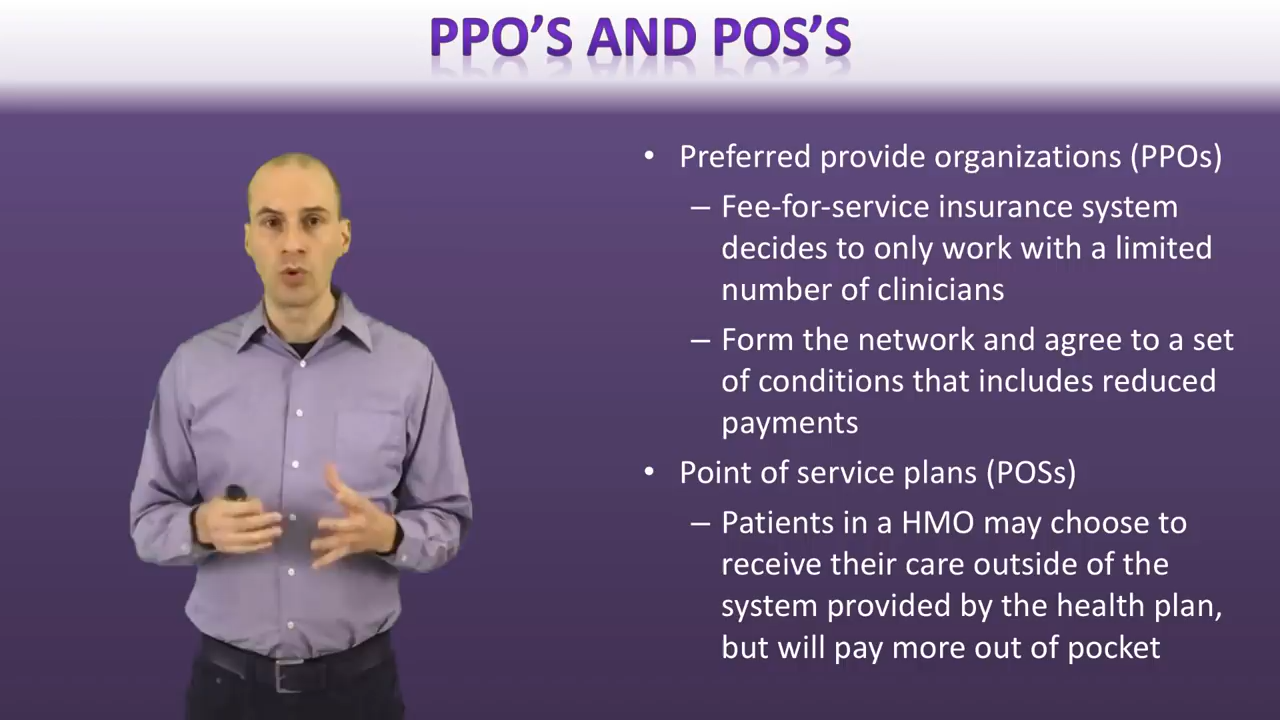 PPO’S AND POS’S
• Preferred provide organizations (PPOs)
– Fee-for-service insurance system
decides to only work with a limited
number of clinicians
– Form the network and agree to a set
of conditions that includes reduced
payments
• Point of service plans (POSs)
– Patients in a HMO may choose to
receive their care outside of the
system provided by the health plan,
but will pay more out of pocket